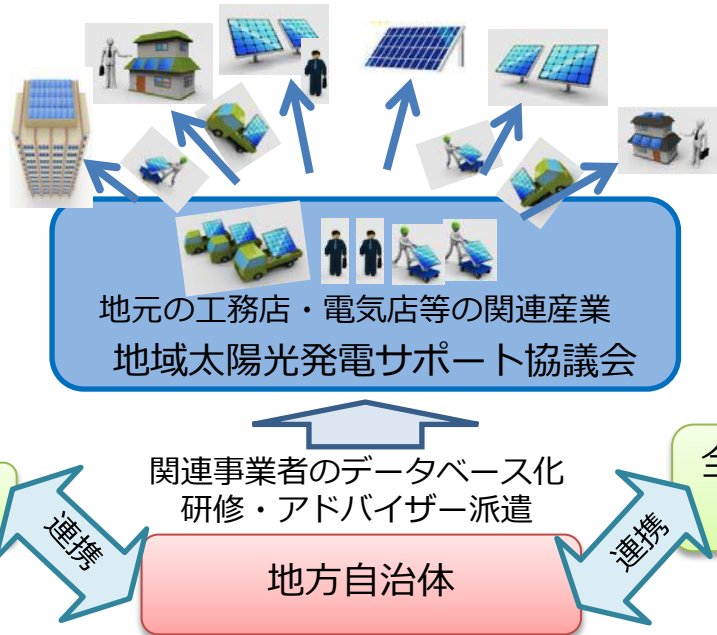 地元の工務店・電気店等の関連産業
地域太陽光発電サポート協議会
関連事業者のデータベース化
研修・アドバイザー派遣
連携
連携
地方自治体